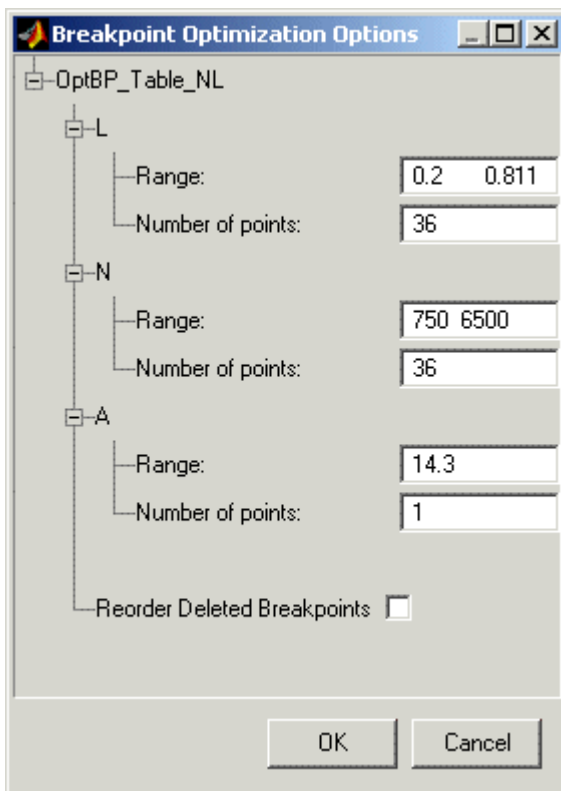 Breakpoint Optimization Options
OptBP_Table_NL
L
Range: 0.2 0.811
Number of points: 36
N
Range: 750 6500
Number of points: 36
A
Range: 14.3
Number of points: 1
Reorder Deleted Breakpoints
OK Cancel